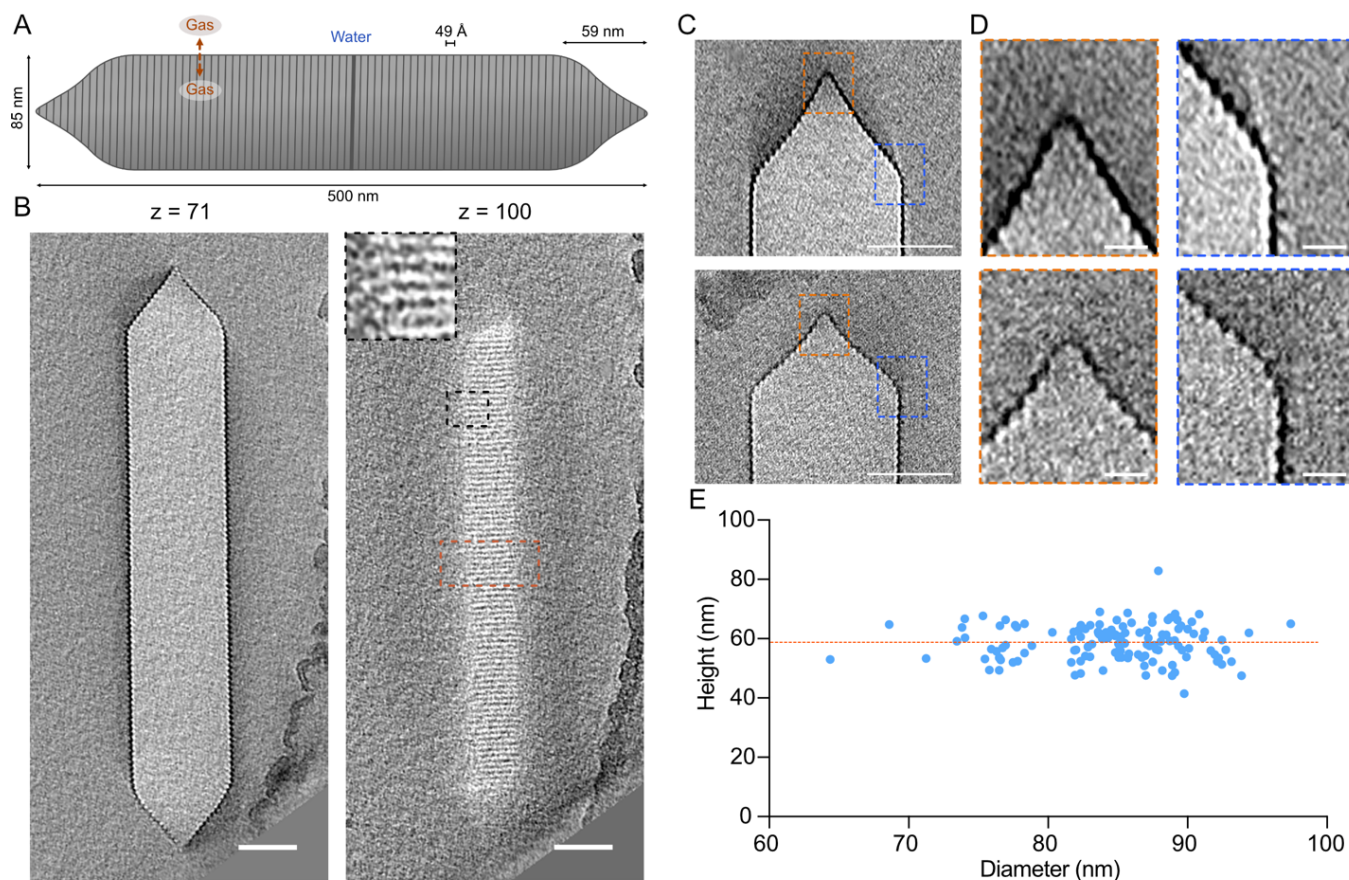 A
Gas
Gas
Water
49 Å
59 nm
85 nm
500 nm
B
z = 71
z = 100
C
D
E
100
80
60
40
20
0
Height (nm)
60
70
80
90
100
Diameter (nm)